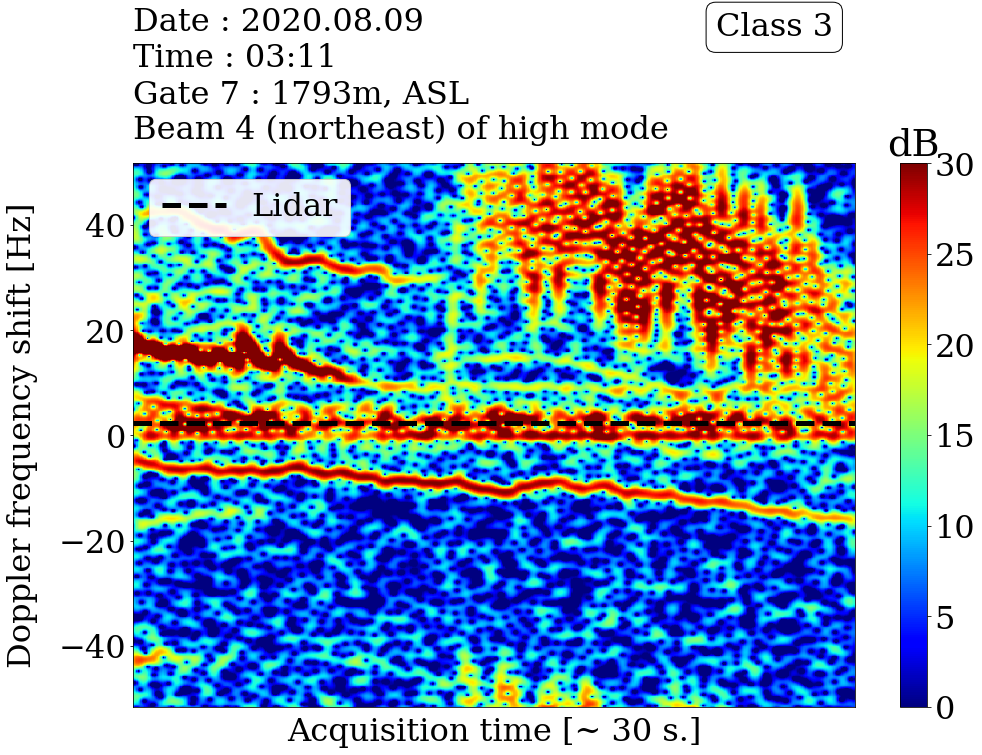 Date : 2020.08.09
Time : 03:11
Gate 7 : 1793m, ASL
Beam 4 (northeast) of high mode
Class 3
dB
Lidar
Doppler frequency shift [Hz]
40
20
0
−20
−40
Acquisition time [~ 30 s.]
30
25
20
15
10
5
0